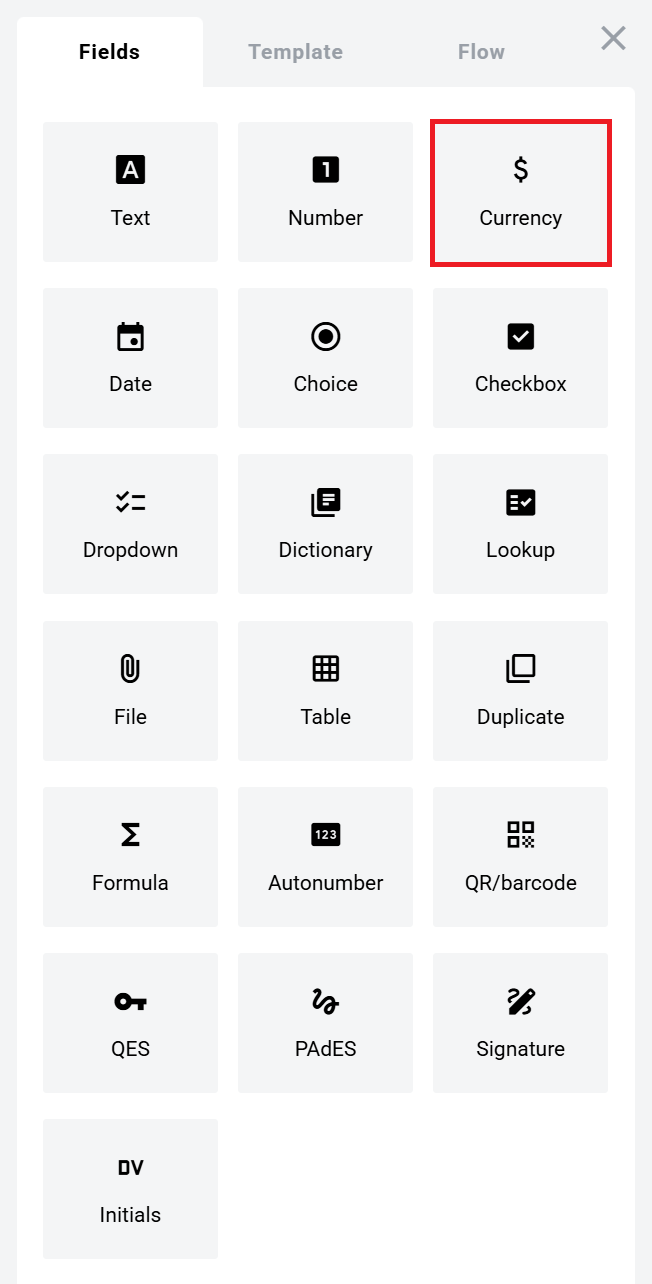 Fields Template Flow
A 1 $
Text Number Currency
Date Choice Checkbox
Dropdown Dictionary Lookup
File Table Duplicate
Σ 123
Formula Autonumber QR/barcode
QES PAdES Signature
DV
Initials